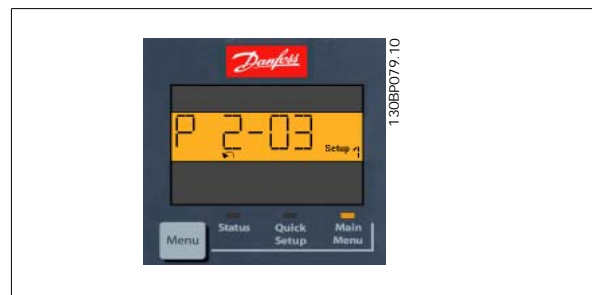 Danfoss
130BP079.10
P 2-03
Setup 1
Status
Quick Setup
Main Menu
Menu